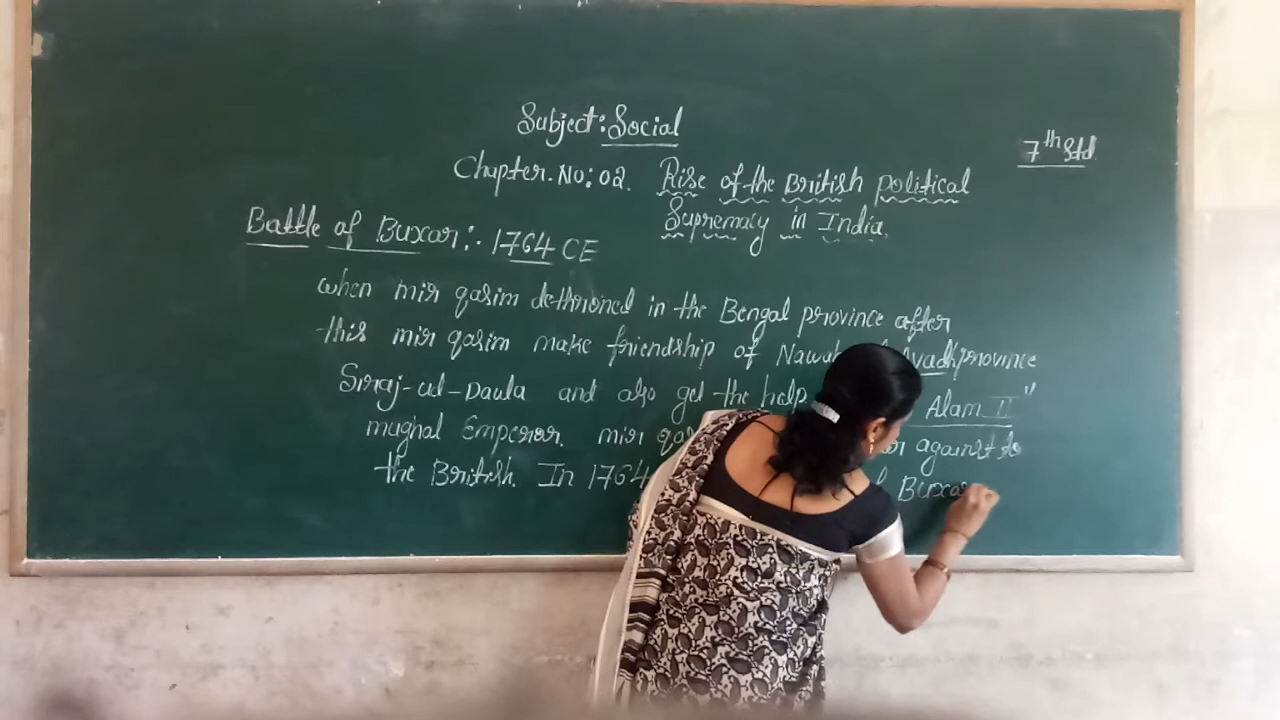 Subject: Social
7th Std.
Chapter. No: 02. Rise of the British political
Supremacy in India.
Battle of Buxar:- 1764 CE
when mir qasim dethroned in the Bengal province after
this mir qasim make friendship of Nawab Avadh province
Siraj-ud-Daula and also get the help Alam II"
mughal Emperor. mir against to
the British. In 1764 Buxar